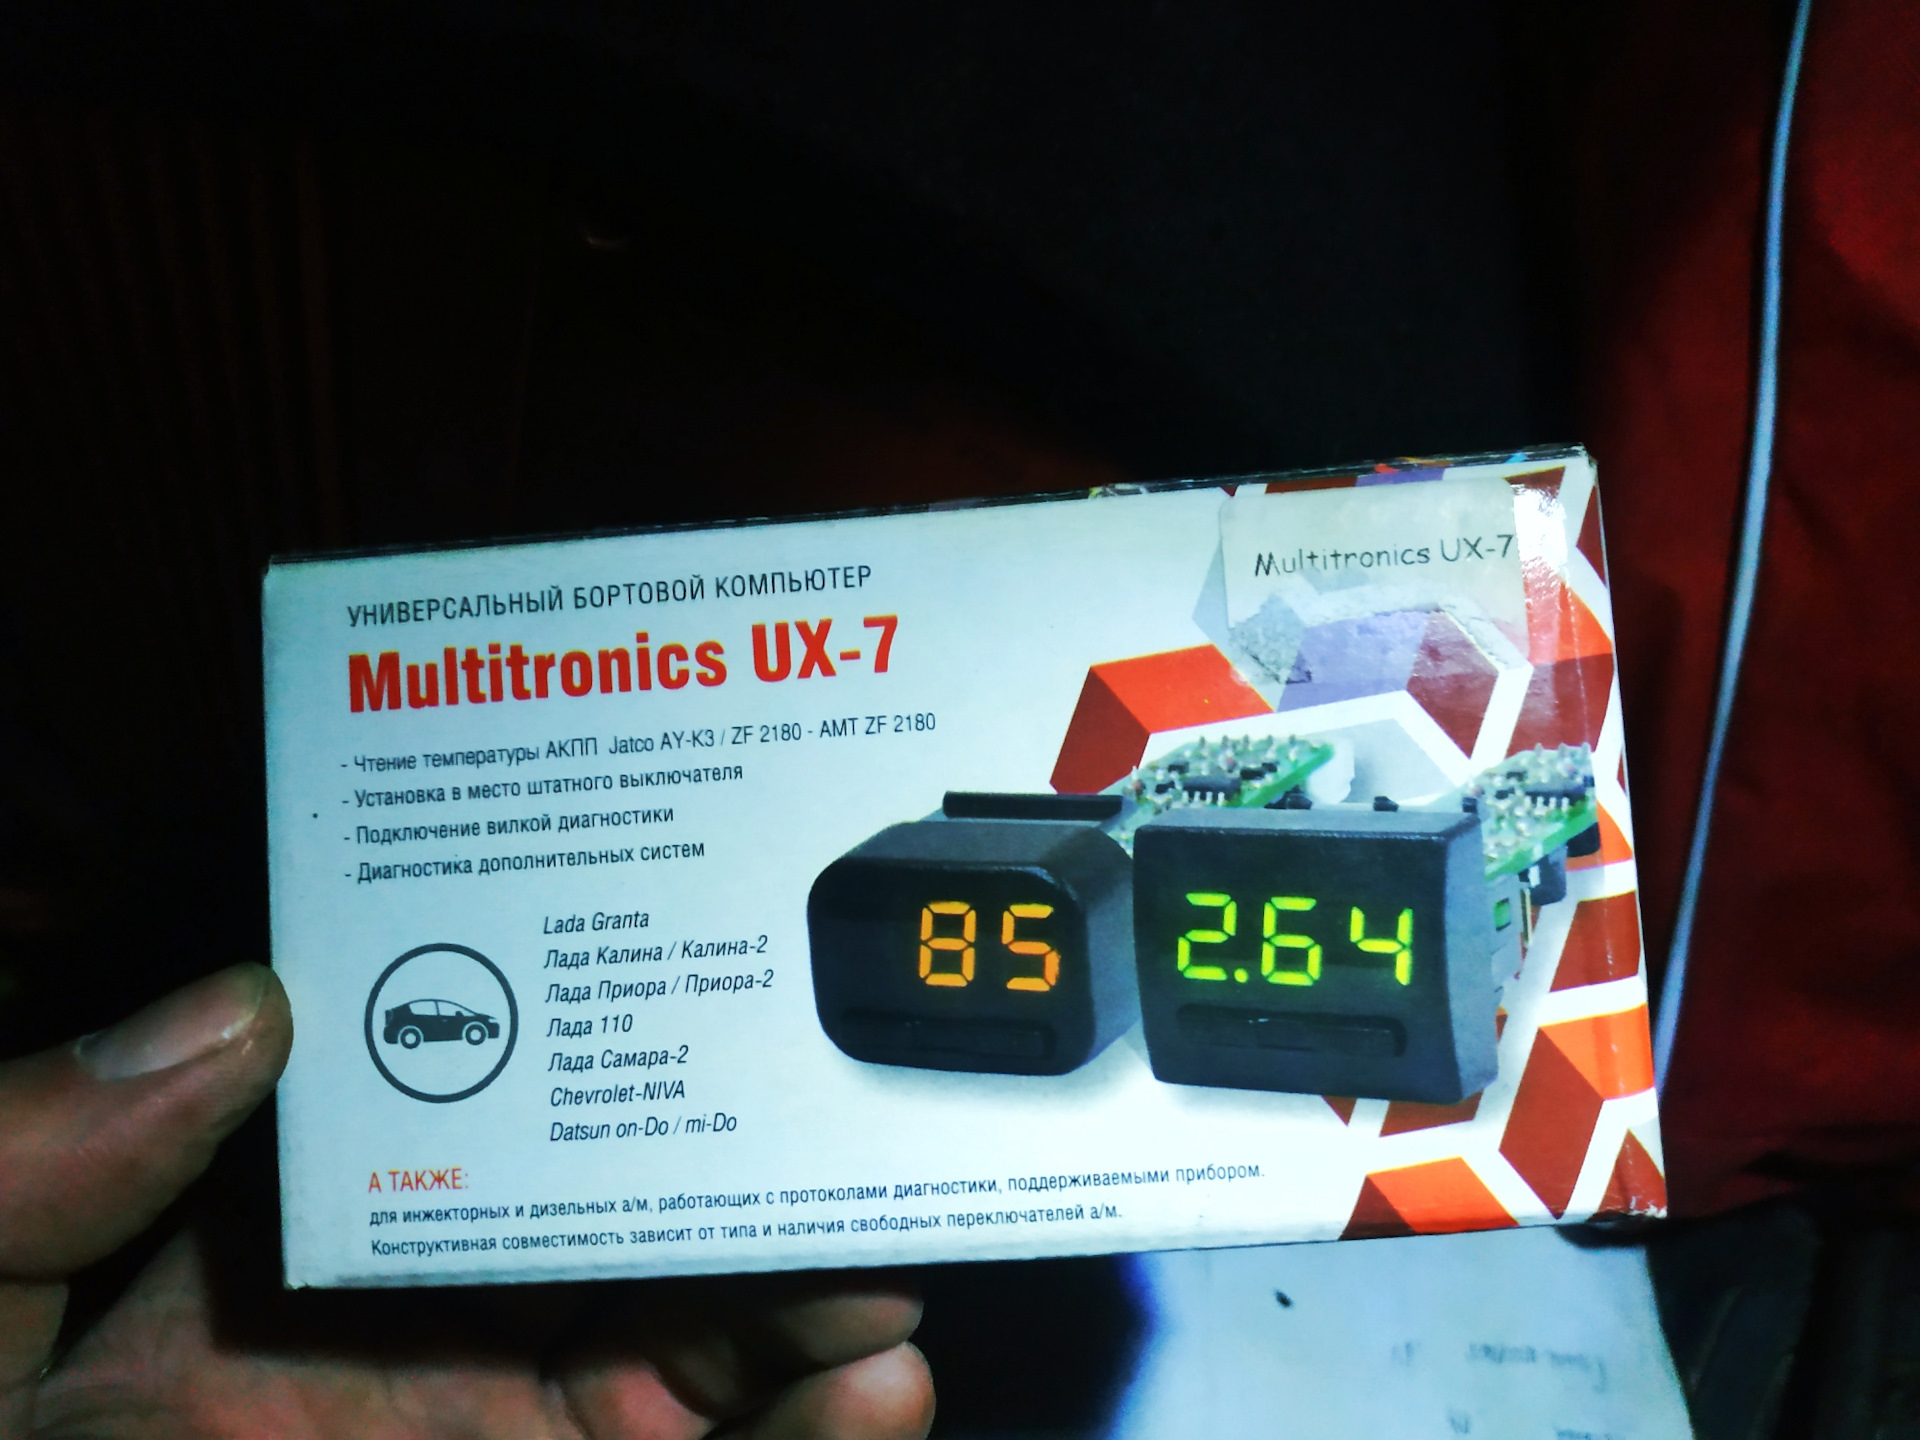 Multitronics UX-7
УНИВЕРСАЛЬНЫЙ БОРТОВОЙ КОМПЬЮТЕР
Multitronics UX-7
- Чтение температуры АКПП Jatco AY-K3 / ZF 2180 - АМТ ZF 2180
- Установка в место штатного выключателя
- Подключение вилкой диагностики
- Диагностика дополнительных систем
Lada Granta
Лада Калина / Калина-2
Лада Приора / Приора-2
Лада 110
Лада Самара-2
Chevrolet-NIVA
Datsun on-Do / mi-Do
85
2.64
А ТАКЖЕ:
для инжекторных и дизельных а/м, работающих с протоколами диагностики, поддерживаемыми прибором.
Конструктивная совместимость зависит от типа и наличия свободных переключателей а/м.